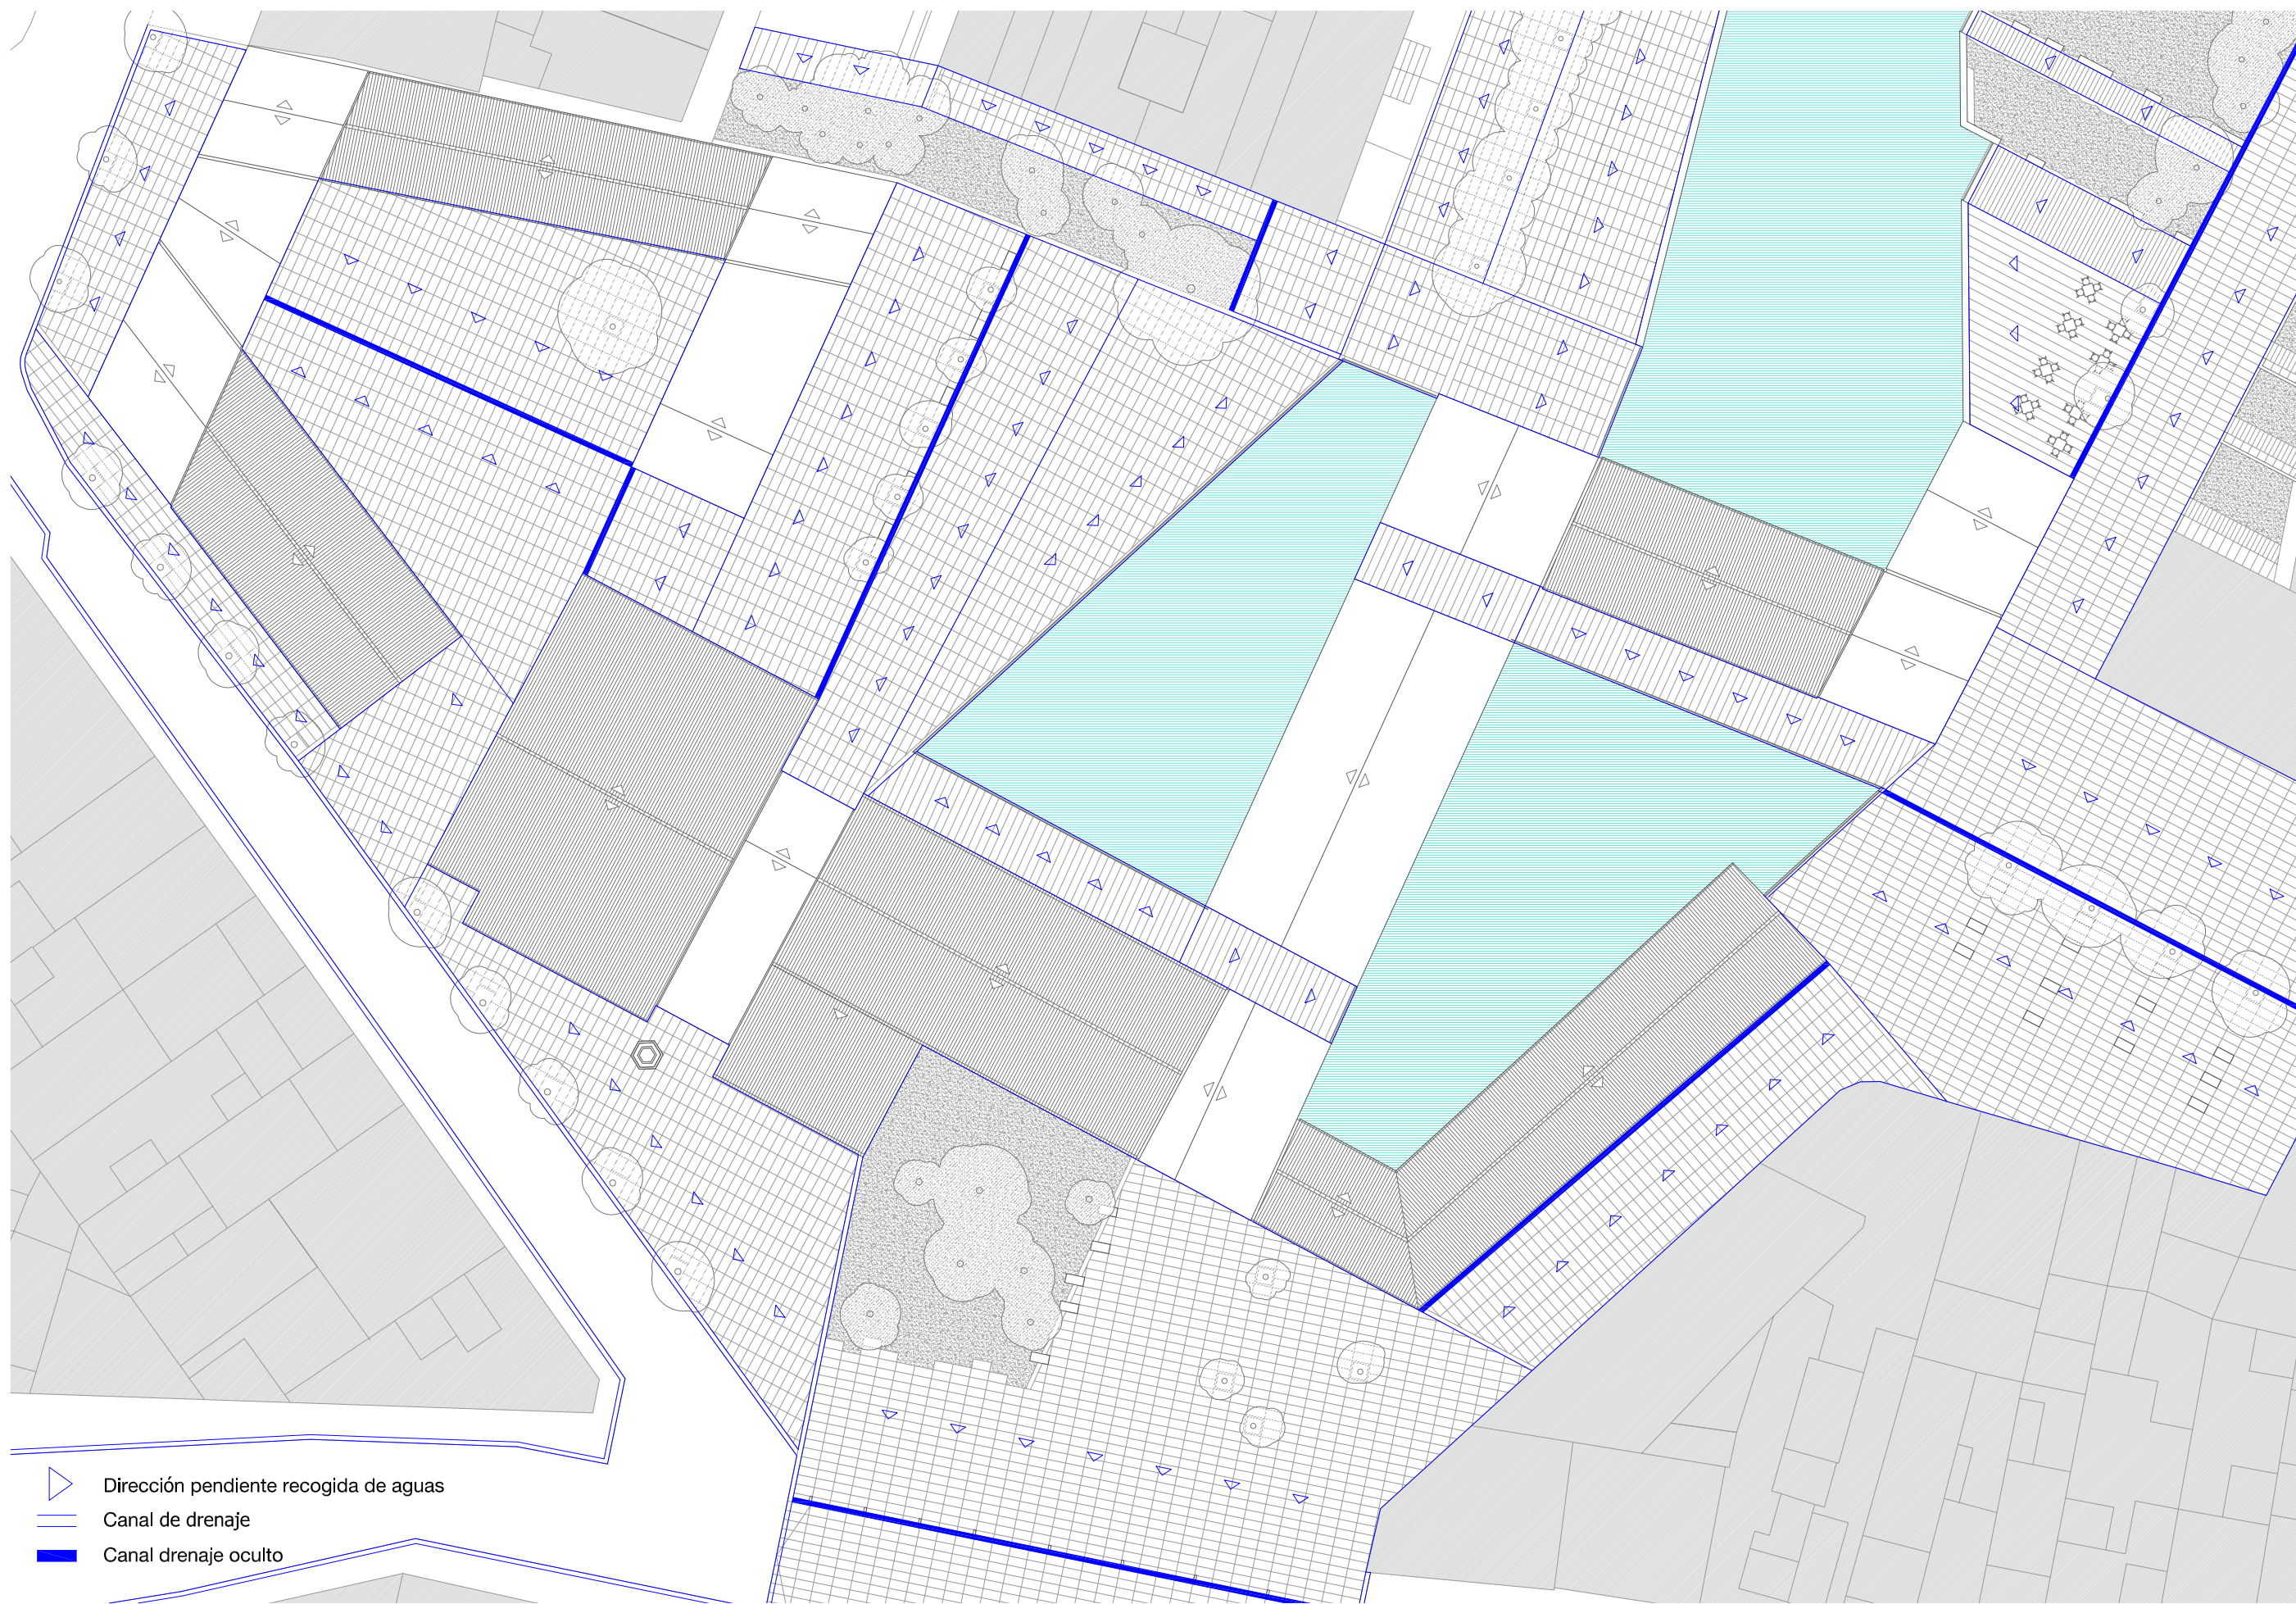 Dirección pendiente recogida de aguas
Canal de drenaje
Canal drenaje oculto